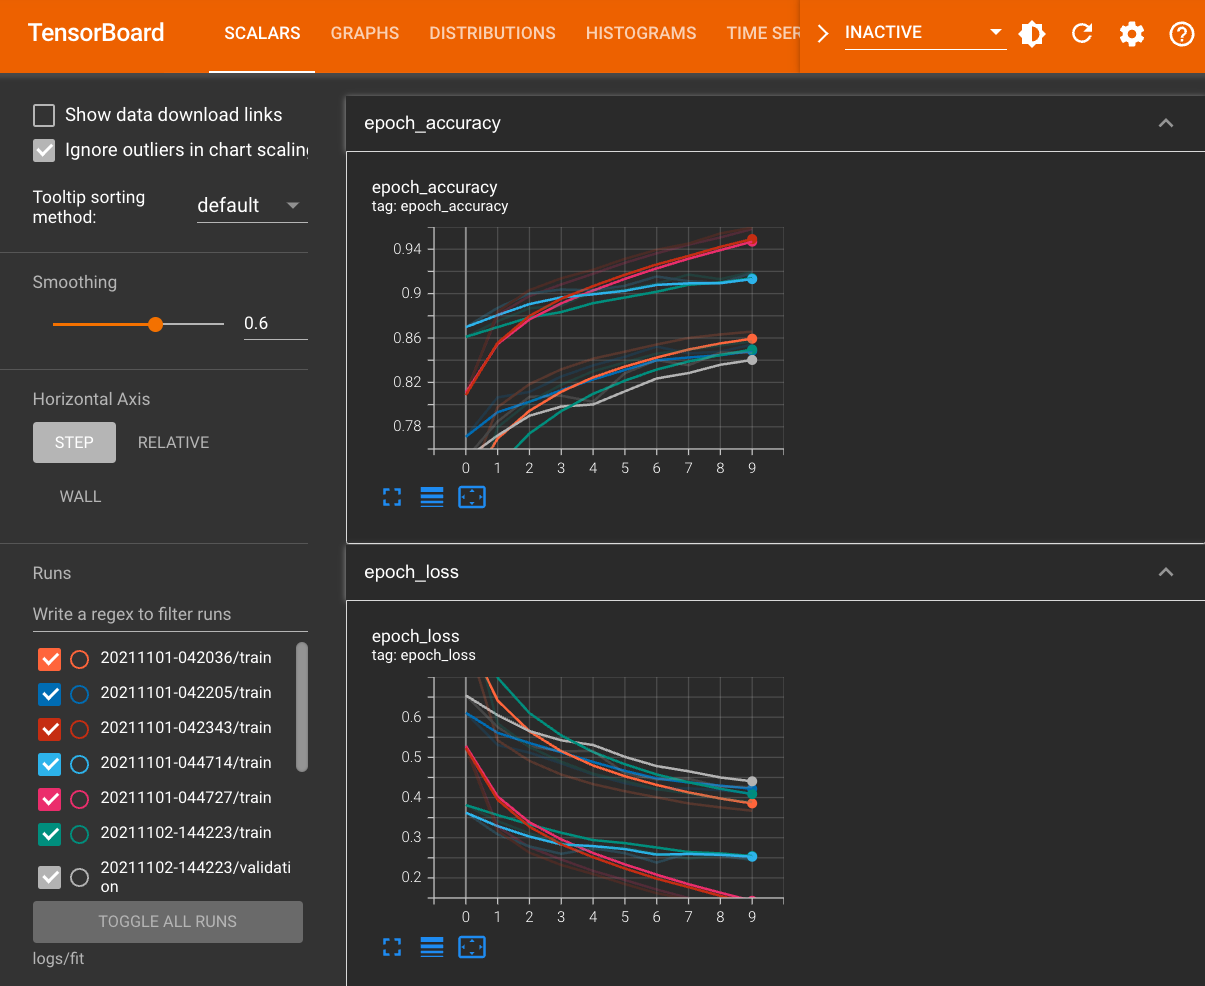 TensorBoard
SCALARS GRAPHS DISTRIBUTIONS HISTOGRAMS TIME SER INACTIVE
Show data download links
Ignore outliers in chart scaling
Tooltip sorting
method:
default
Smoothing
0.6
Horizontal Axis
STEP RELATIVE
WALL
Runs
Write a regex to filter runs
20211101-042036/train
20211101-042205/train
20211101-042343/train
20211101-044714/train
20211101-044727/train
20211102-144223/train
20211102-144223/validati
on
TOGGLE ALL RUNS
logs/fit
epoch_accuracy
epoch_accuracy
tag: epoch_accuracy
0.94
0.9
0.86
0.82
0.78
0 1 2 3 4 5 6 7 8 9
epoch_loss
epoch_loss
tag: epoch_loss
0.6
0.5
0.4
0.3
0.2
0 1 2 3 4 5 6 7 8 9